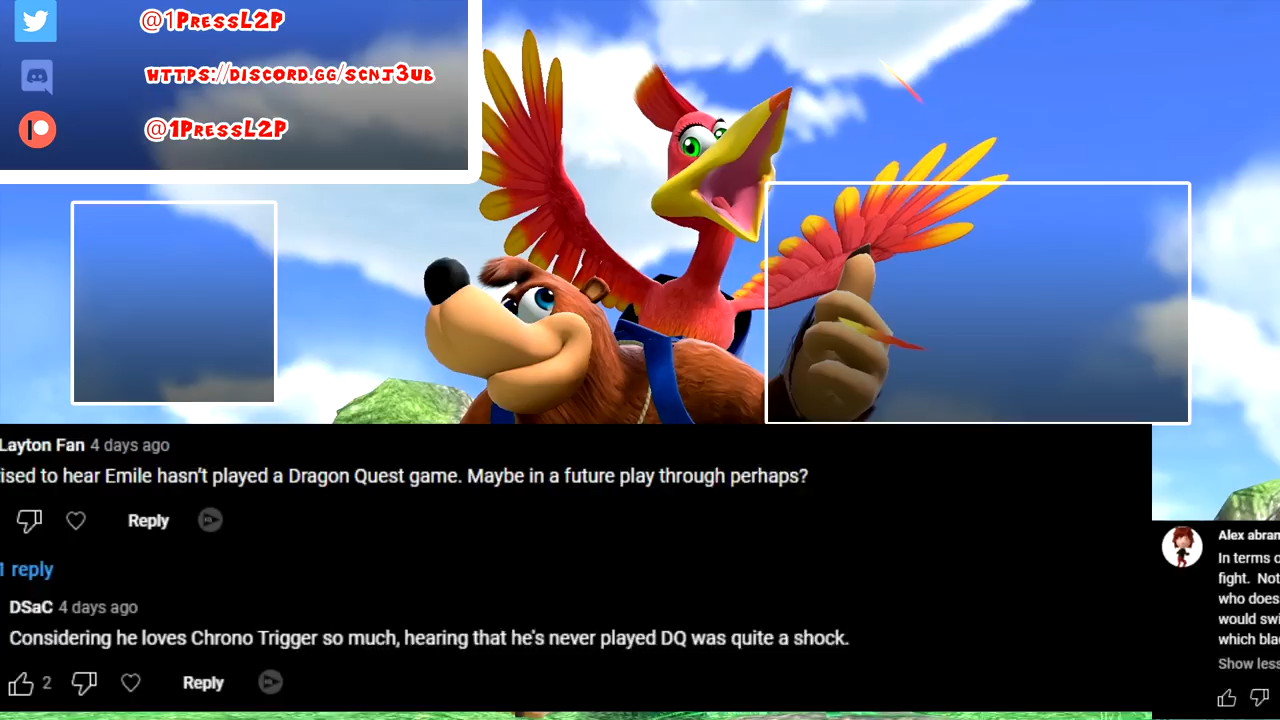 @1PressL2P
https://discord.gg/scnj3ub
@1PressL2P
Layton Fan 4 days ago
ised to hear Emile hasn't played a Dragon Quest game. Maybe in a future play through perhaps?
Reply
1 reply
DSaC 4 days ago
Considering he loves Chrono Trigger so much, hearing that he's never played DQ was quite a shock.
2 Reply
Alex abran
In terms o
fight. Not
who does
would swi
which bla
Show less